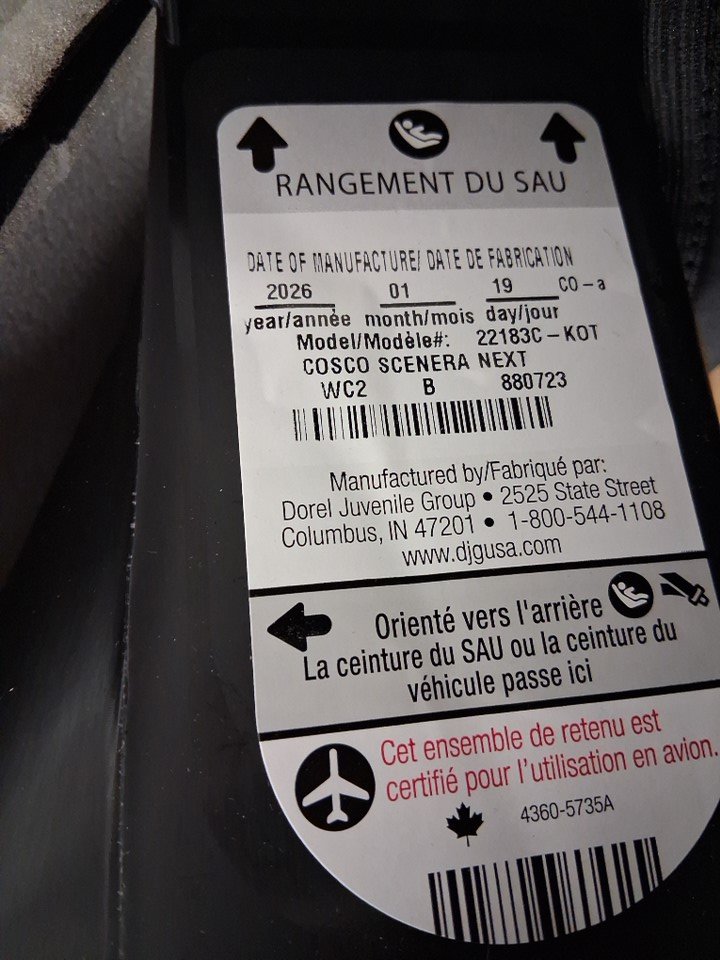 RANGEMENT DU SAU
DATE OF MANUFACTURE/ DATE DE FABRICATION
2026 01 19 CO-a
year/année month/mois day/jour
Model/Modèle#: 22183C-KOT
COSCO SCENERA NEXT
WC2 B 880723
Manufactured by/Fabriqué par:
Dorel Juvenile Group • 2525 State Street
Columbus, IN 47201 • 1-800-544-1108
www.djgusa.com
Orienté vers l'arrière
La ceinture du SAU ou la ceinture du
véhicule passe ici
Cet ensemble de retenu est
certifié pour l'utilisation en avion.
4360-5735A